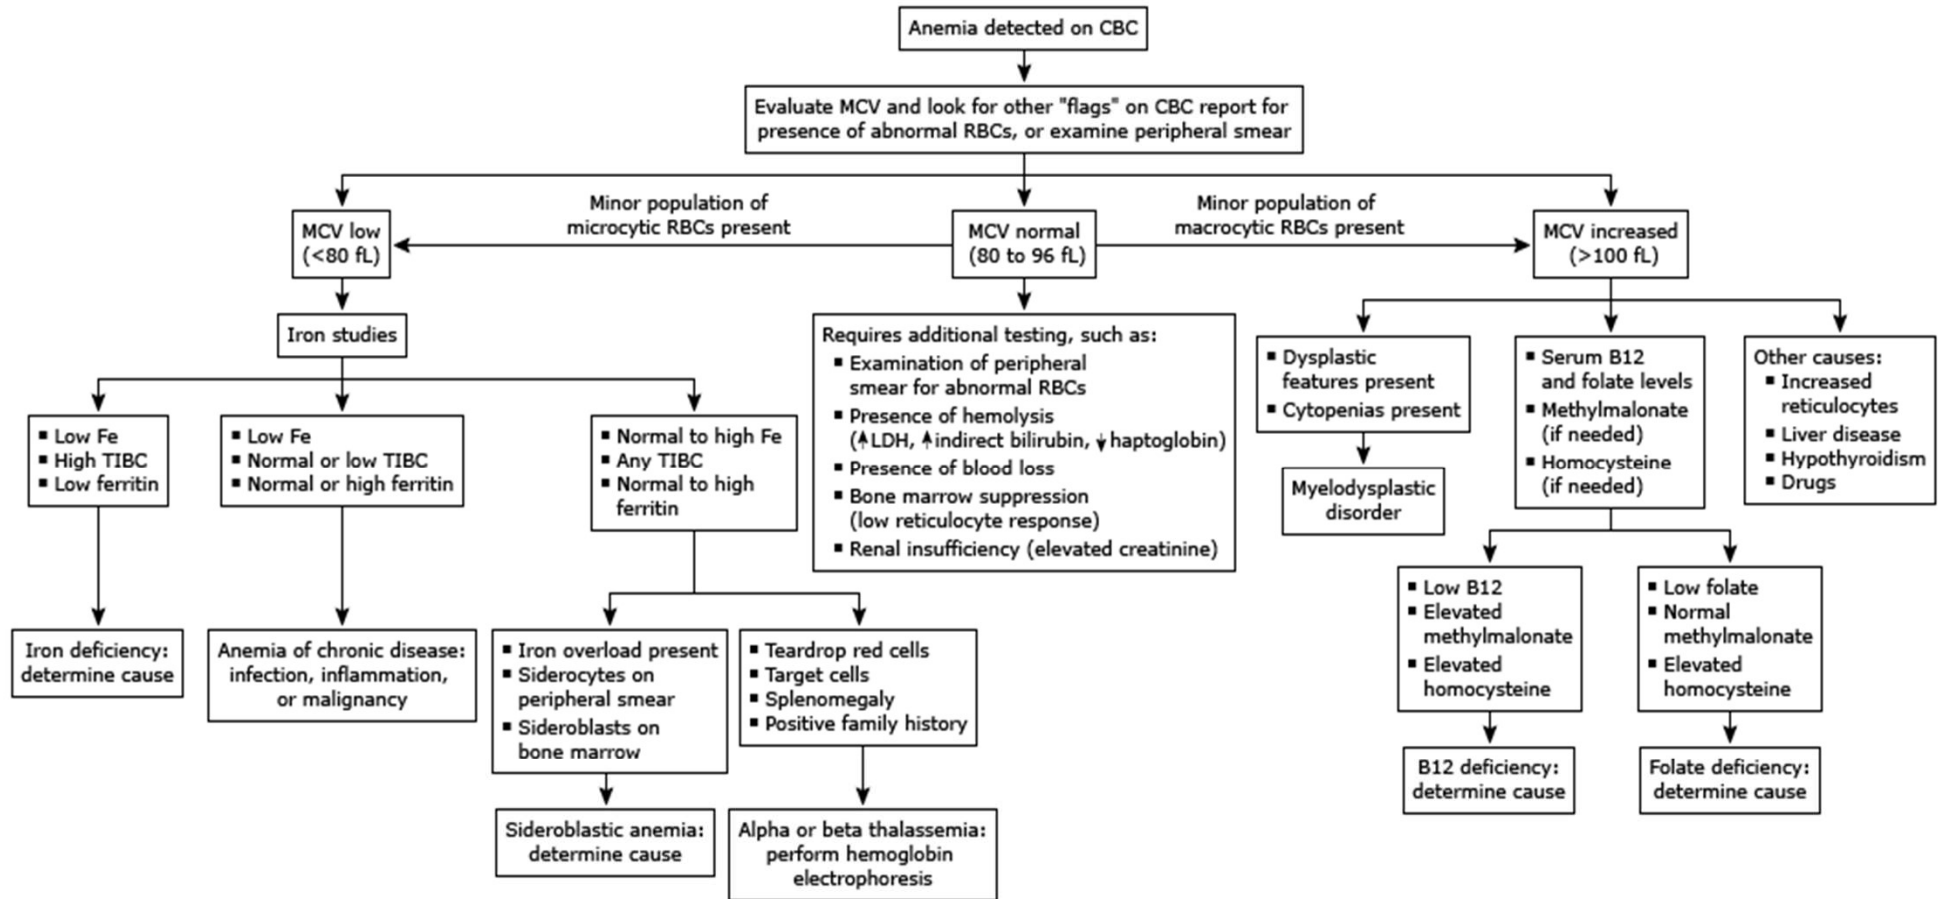 Anemia detected on CBC
Evaluate MCV and look for other "flags" on CBC report for
presence of abnormal RBCs, or examine peripheral smear
Minor population of
microcytic RBCs present
Minor population of
macrocytic RBCs present
MCV low
(<80 fL)
MCV normal
(80 to 96 fL)
MCV increased
(>100 fL)
Iron studies
▪ Low Fe
▪ High TIBC
▪ Low ferritin
▪ Low Fe
▪ Normal or low TIBC
▪ Normal or high ferritin
▪ Normal to high Fe
▪ Any TIBC
▪ Normal to high
ferritin
Iron deficiency:
determine cause
Anemia of chronic disease:
infection, inflammation,
or malignancy
▪ Iron overload present
▪ Siderocytes on
peripheral smear
▪ Sideroblasts on
bone marrow
▪ Teardrop red cells
▪ Target cells
▪ Splenomegaly
▪ Positive family history
Sideroblastic anemia:
determine cause
Alpha or beta thalassemia:
perform hemoglobin
electrophoresis
Requires additional testing, such as:
▪ Examination of peripheral
smear for abnormal RBCs
▪ Presence of hemolysis
(↑LDH, ↑indirect bilirubin, ↓haptoglobin)
▪ Presence of blood loss
▪ Bone marrow suppression
(low reticulocyte response)
▪ Renal insufficiency (elevated creatinine)
▪ Dysplastic
features present
▪ Cytopenias present
Myelodysplastic
disorder
▪ Serum B12
and folate levels
▪ Methylmalonate
(if needed)
▪ Homocysteine
(if needed)
Other causes:
▪ Increased
reticulocytes
▪ Liver disease
▪ Hypothyroidism
▪ Drugs
▪ Low B12
▪ Elevated
methylmalonate
▪ Elevated
homocysteine
▪ Low folate
▪ Normal
methylmalonate
▪ Elevated
homocysteine
B12 deficiency:
determine cause
Folate deficiency:
determine cause